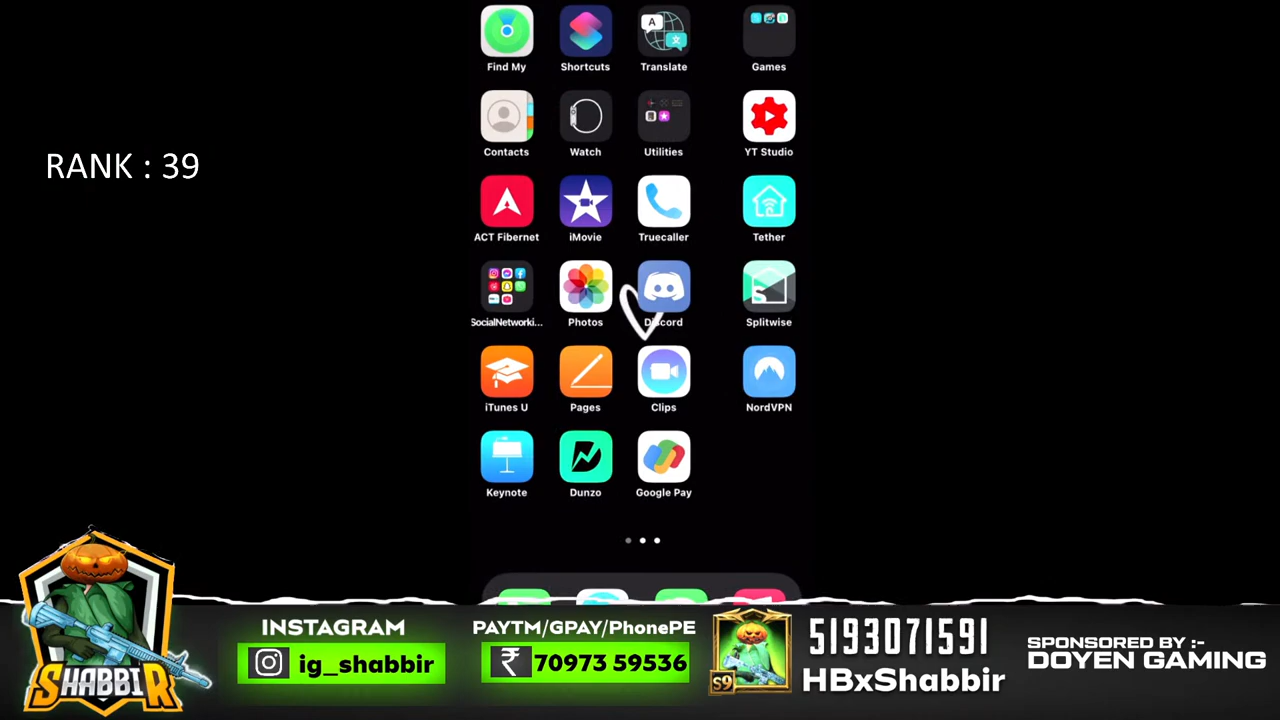 Find My
Shortcuts
Translate
Games
Contacts
Watch
Utilities
YT Studio
RANK : 39
ACT Fibernet
iMovie
Truecaller
Tether
SocialNetworki...
Photos
Discord
Splitwise
iTunes U
Pages
Clips
NordVPN
Keynote
Dunzo
Google Pay
INSTAGRAM
ig_shabbir
PAYTM/GPAY/PhonePE
₹ 70973 59536
S9
5193071591
HBxShabbir
SPONSORED BY :-
DOYEN GAMING
SHABBIR